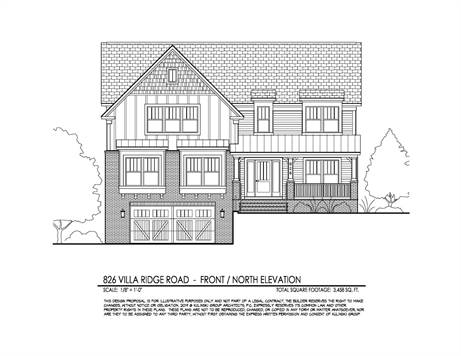 826
826 VILLA RIDGE ROAD - FRONT / NORTH ELEVATION
SCALE: 1/8" = 1'-0" TOTAL SQUARE FOOTAGE: 3,458 SQ. FT.
THIS DESIGN PROPOSAL IS FOR ILLUSTRATIVE PURPOSES ONLY AND NOT PART OF A LEGAL CONTRACT, THE BUILDER RESERVES THE RIGHT TO MAKE
CHANGES, WITHOUT NOTICE OR OBLIGATION. 2019 © KULINSKI GROUP ARCHITECTS, P.C. EXPRESSLY RESERVES ITS COMMON LAW AND OTHER
PROPERTY RIGHTS IN THESE PLANS. THESE PLANS ARE NOT TO BE REPRODUCED, CHANGED, OR COPIED IN ANY FORM OR MATTER WHATSOEVER, NOR
ARE THEY TO BE ASSIGNED TO ANY THIRD PARTY, WITHOUT FIRST OBTAINING THE EXPRESS WRITTEN PERMISSION AND CONSENT OF KULINSKI GROUP